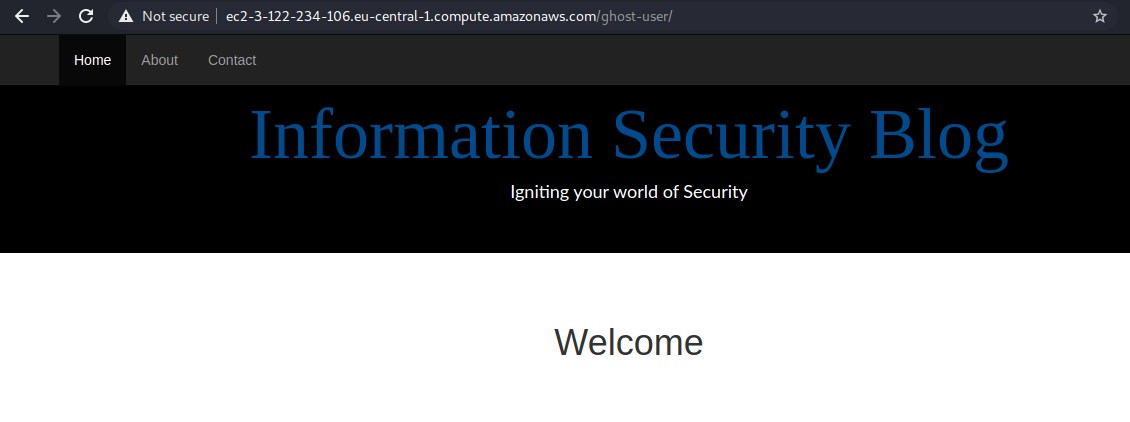 Not secure ec2-3-122-234-106.eu-central-1.compute.amazonaws.com/ghost-user/
Home About Contact
Information Security Blog
Igniting your world of Security
Welcome